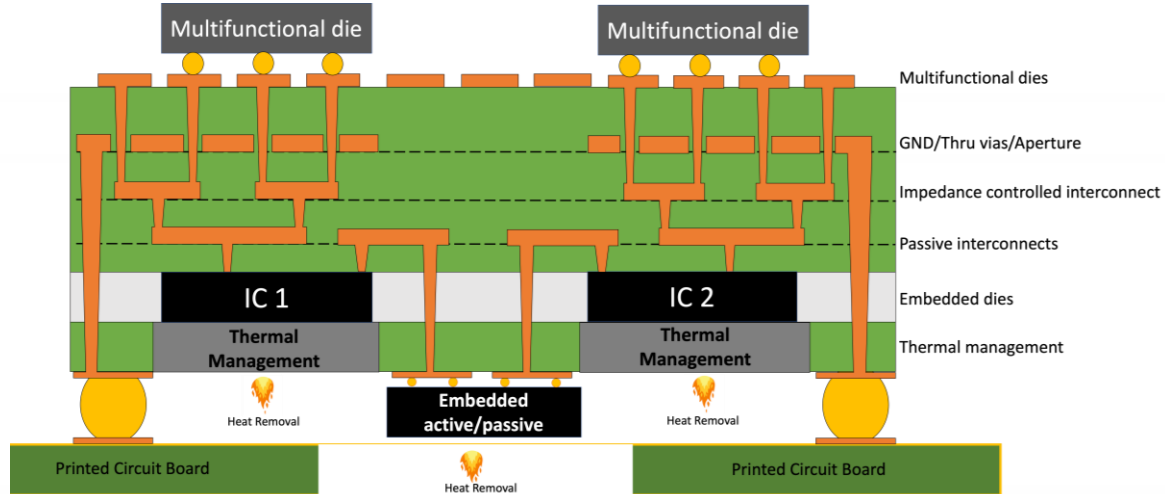 Multifunctional die
Multifunctional die
Multifunctional dies
GND/Thru vias/Aperture
Impedance controlled interconnect
Passive interconnects
IC 1
IC 2
Embedded dies
Thermal
Management
Thermal
Management
Thermal management
Heat Removal
Embedded
active/passive
Heat Removal
Printed Circuit Board
Printed Circuit Board
Heat Removal